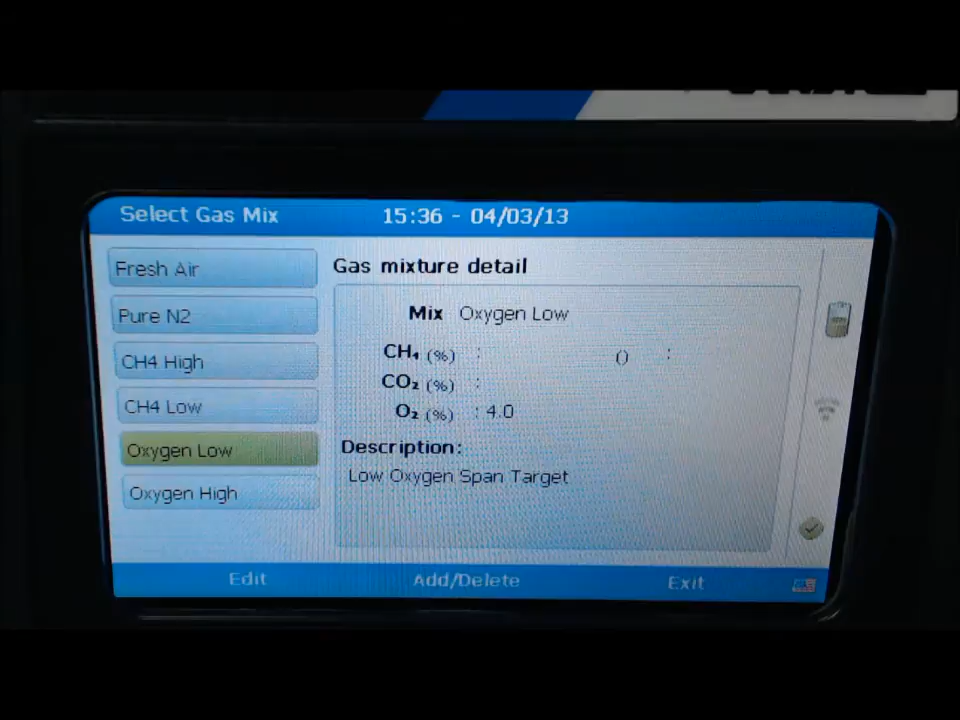 Select Gas Mix 15:36 - 04/03/13
Fresh Air
Pure N2
CH4 High
CH4 Low
Oxygen Low
Oxygen High
Gas mixture detail
Mix Oxygen Low
CH₄ (%) : () :
CO₂ (%) :
O₂ (%) : 4.0
Description:
Low Oxygen Span Target
Edit Add/Delete Exit